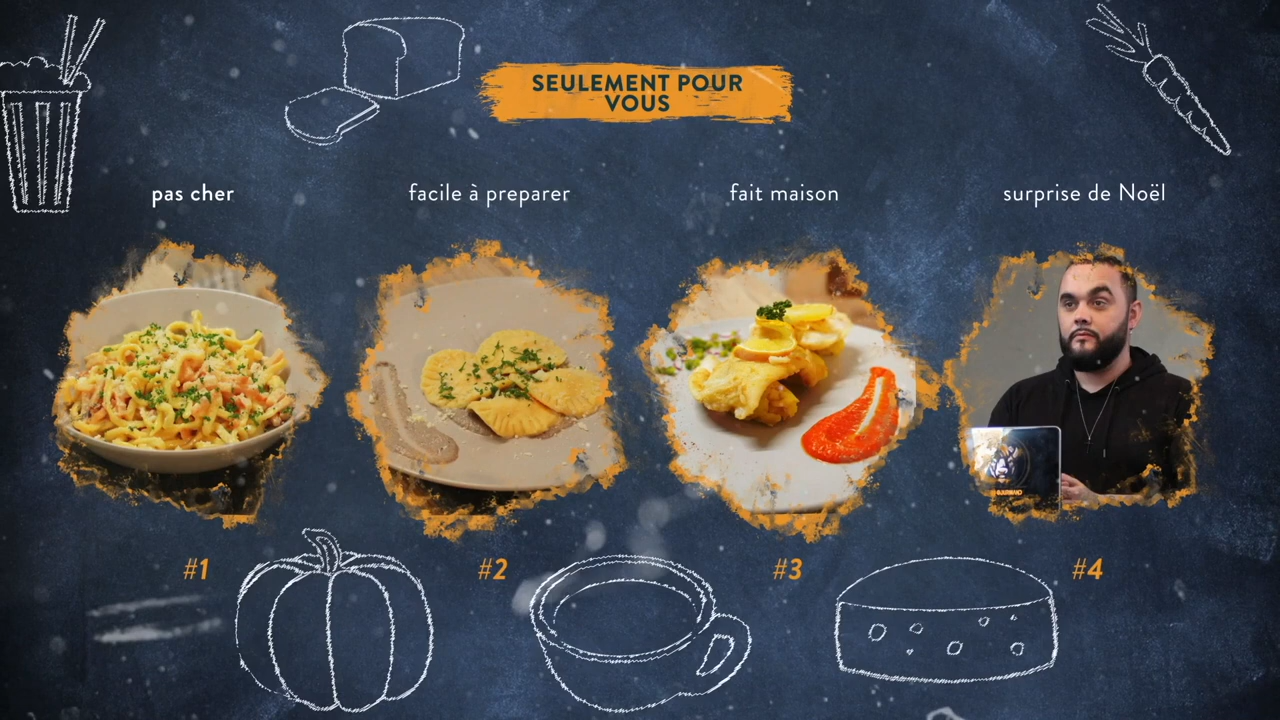 SEULEMENT POUR
VOUS
pas cher
facile à preparer
fait maison
surprise de Noël
#1
#2
#3
#4